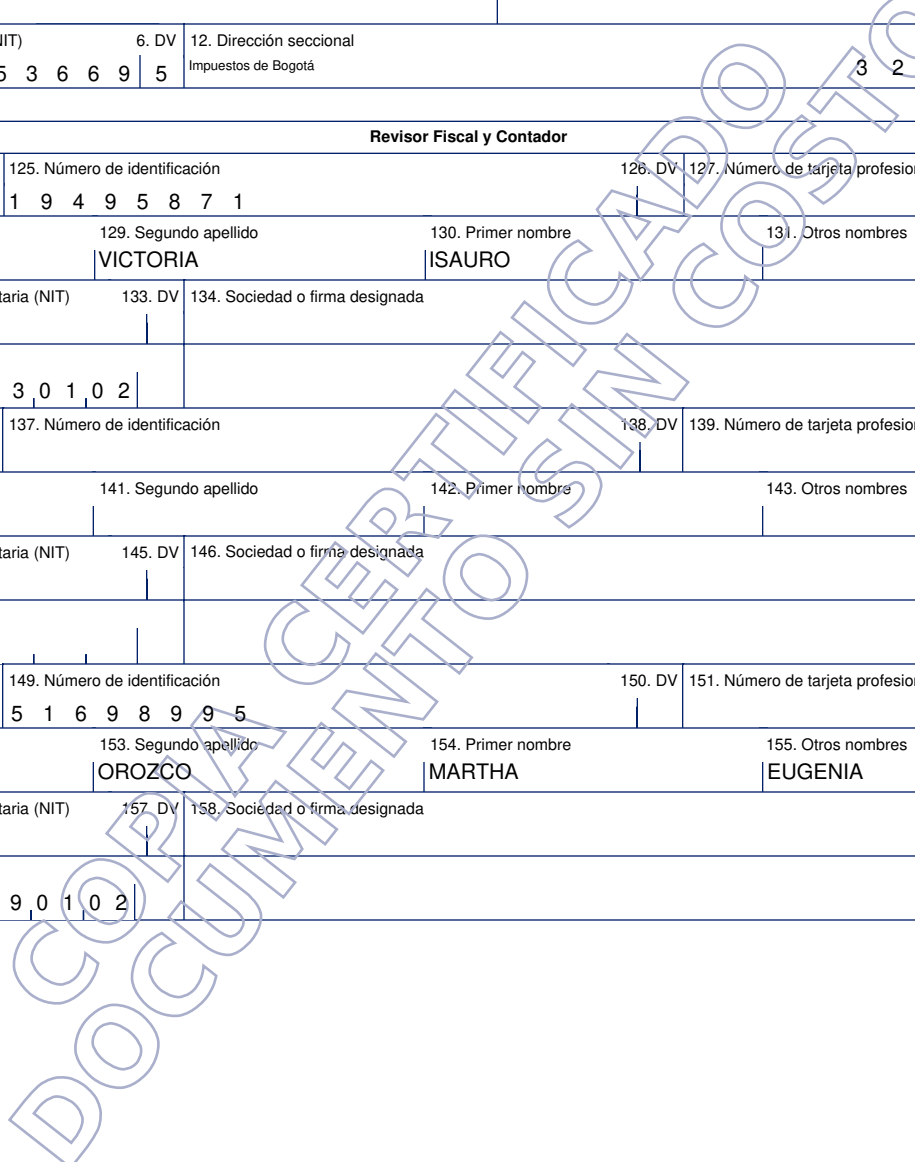 NIT) 6. DV 12. Dirección seccional
5 3 6 6 9 5 Impuestos de Bogotá 3 2
Revisor Fiscal y Contador
125. Número de identificación 126. DV 127. Número de tarjeta profesion
1 9 4 9 5 8 7 1
129. Segundo apellido 130. Primer nombre 131. Otros nombres
VICTORIA ISAURO
taria (NIT) 133. DV 134. Sociedad o firma designada
3 0 1 0 2
137. Número de identificación 138. DV 139. Número de tarjeta profesion
141. Segundo apellido 142. Primer nombre 143. Otros nombres
taria (NIT) 145. DV 146. Sociedad o firma designada
149. Número de identificación 150. DV 151. Número de tarjeta profesion
5 1 6 9 8 9 9 5
153. Segundo apellido 154. Primer nombre 155. Otros nombres
OROZCO MARTHA EUGENIA
taria (NIT) 157. DV 158. Sociedad o firma designada
9 0 1 0 2
COPIA CERTIFICADO
DOCUMENTO SIN COSTO